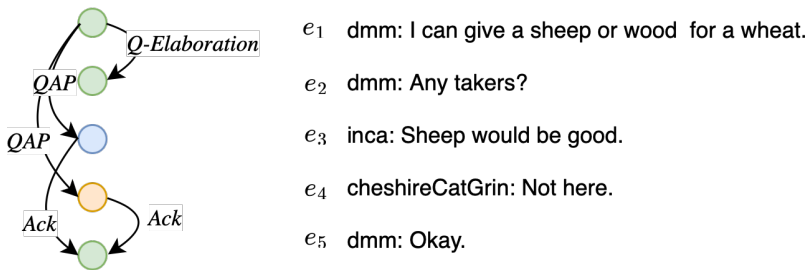 Q-Elaboration
QAP
QAP
Ack
Ack
e1 dmm: I can give a sheep or wood for a wheat.
e2 dmm: Any takers?
e3 inca: Sheep would be good.
e4 cheshireCatGrin: Not here.
e5 dmm: Okay.